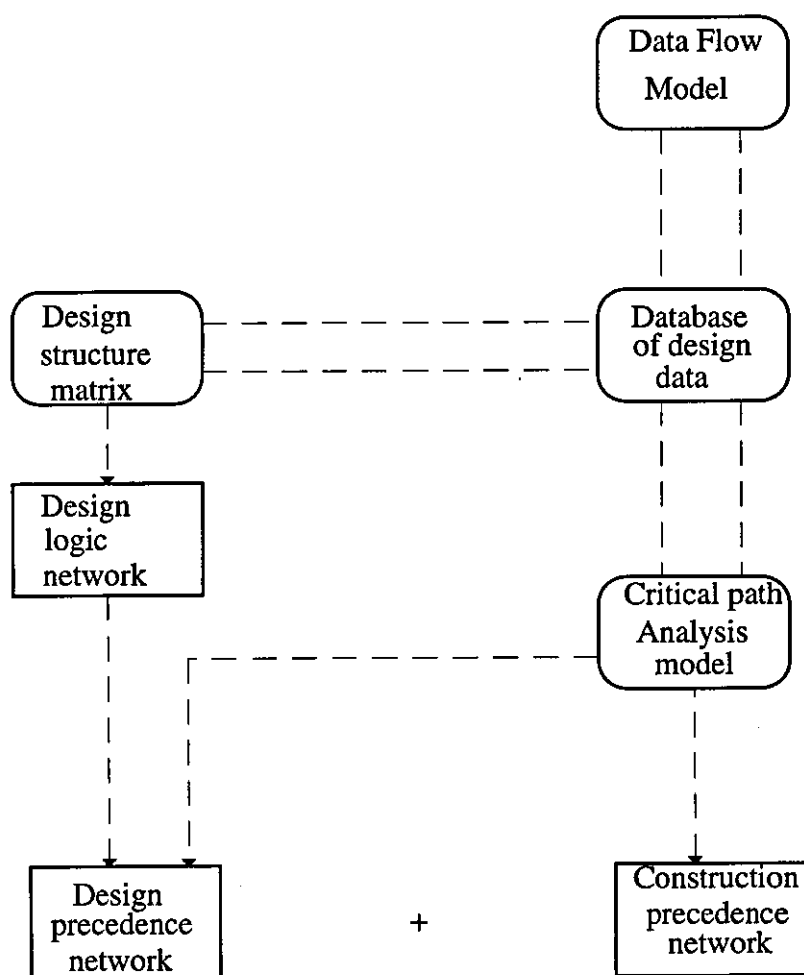 Data Flow
Model
Design
structure
matrix
Database
of design
data
Design
logic
network
Critical path
Analysis
model
Design
precedence
network
+
Construction
precedence
network